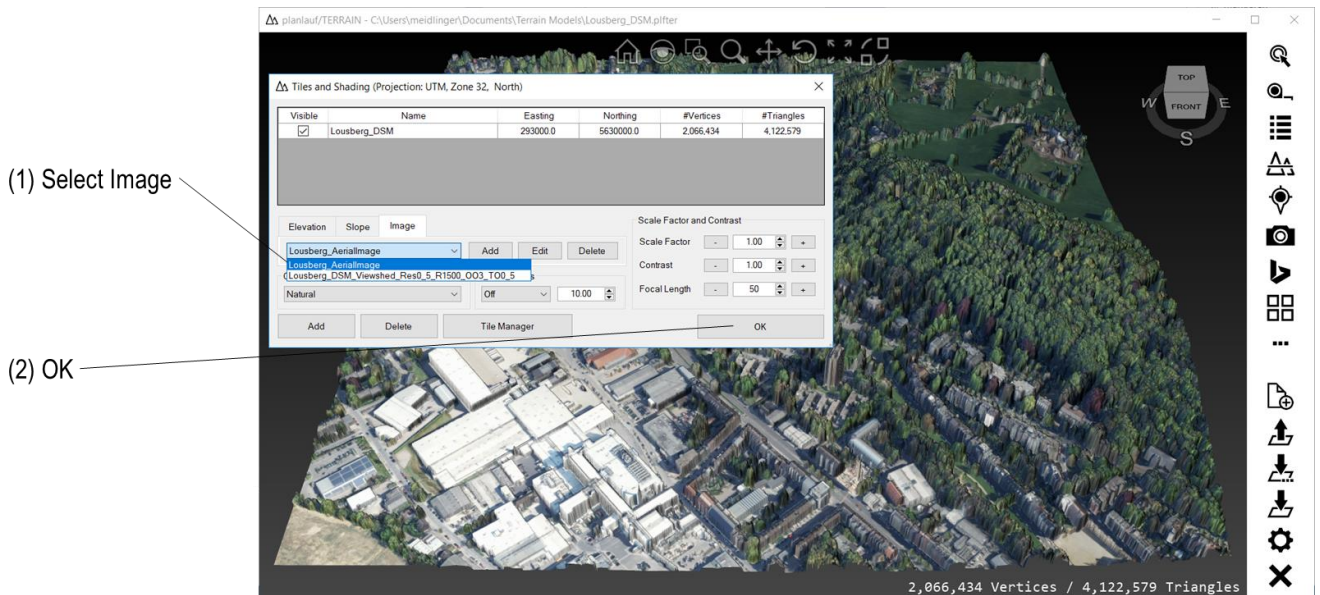 planlauf/TERRAIN - C:\Users\meidlinger\Documents\Terrain Models\Lousberg_DSM.plfter
Tiles and Shading (Projection: UTM, Zone 32, North)
Visible Name Easting Northing #Vertices #Triangles
Lousberg_DSM 293000.0 5630000.0 2,066,434 4,122,579
(1) Select Image
Elevation Slope Image
Lousberg_AerialImage Add Edit Delete
Lousberg_AerialImage
Lousberg_DSM_Viewshed_Res0_5_R1500_OO3_TO0_5
Natural Off 10.00
Scale Factor and Contrast
Scale Factor - 1.00 +
Contrast - 1.00 +
Focal Length - 50 +
Add Delete Tile Manager OK
(2) OK
TOP
W FRONT E
S
2,066,434 Vertices / 4,122,579 Triangles